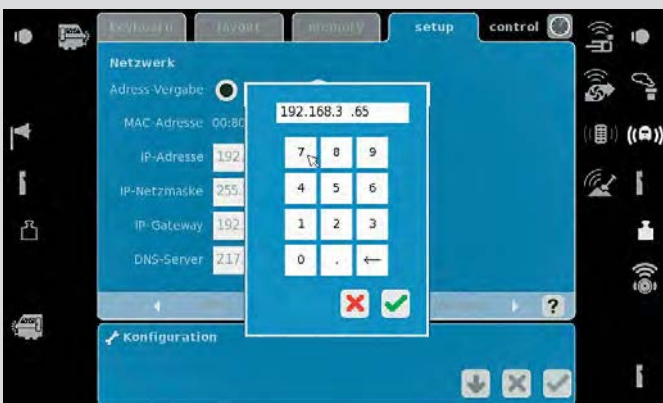 keyboard layout memory setup control
Netzwerk
Adress-Vergabe
MAC-Adresse 00:80
192.168.3 .65
IP-Adresse 192.
7 8 9
IP-Netzmaske 255.
4 5 6
IP-Gateway 192.
1 2 3
DNS-Server 217.
0 . ←
?
Konfiguration